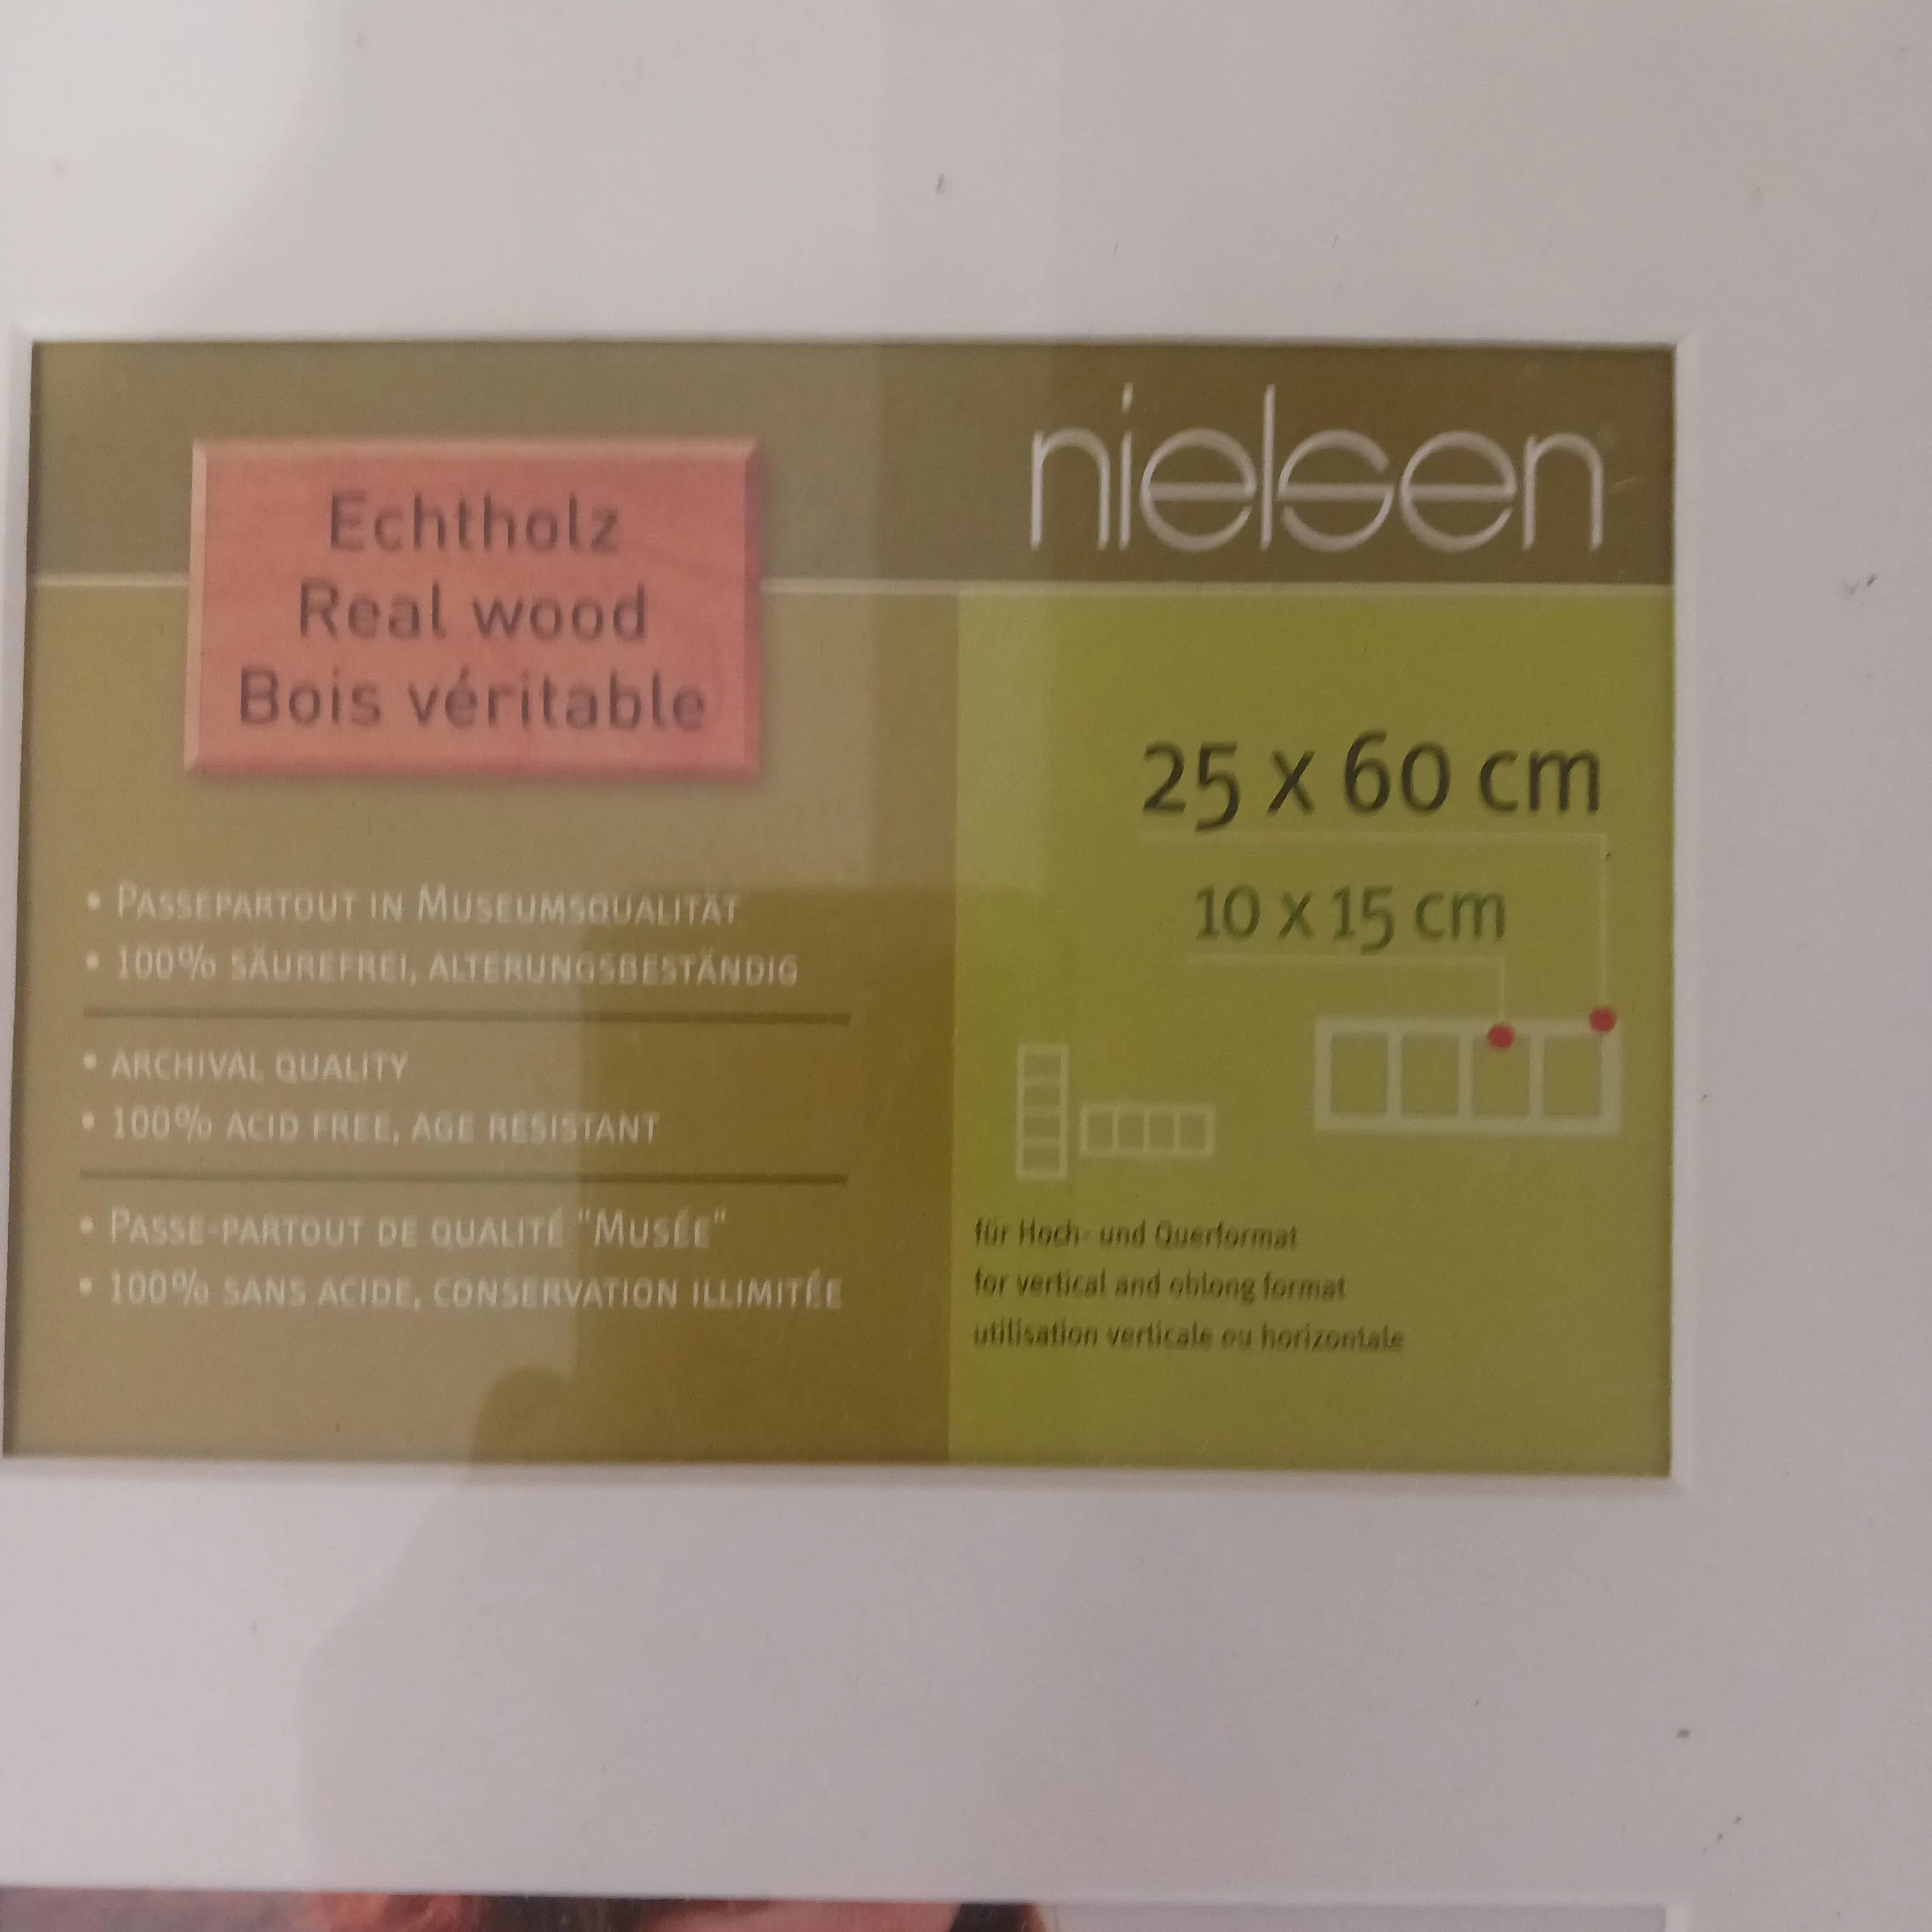 nielsen
Echtholz
Real wood
Bois véritable
25 x 60 cm
10 x 15 cm
• PASSEPARTOUT IN MUSEUMSQUALITÄT
• 100% SÄUREFREI, ALTERUNGSBESTÄNDIG
• ARCHIVAL QUALITY
• 100% ACID FREE, AGE RESISTANT
• PASSE-PARTOUT DE QUALITÉ "MUSÉE"
• 100% SANS ACIDE, CONSERVATION ILLIMITÉE
für Hoch- und Querformat
for vertical and oblong format
utilisation verticale ou horizontale